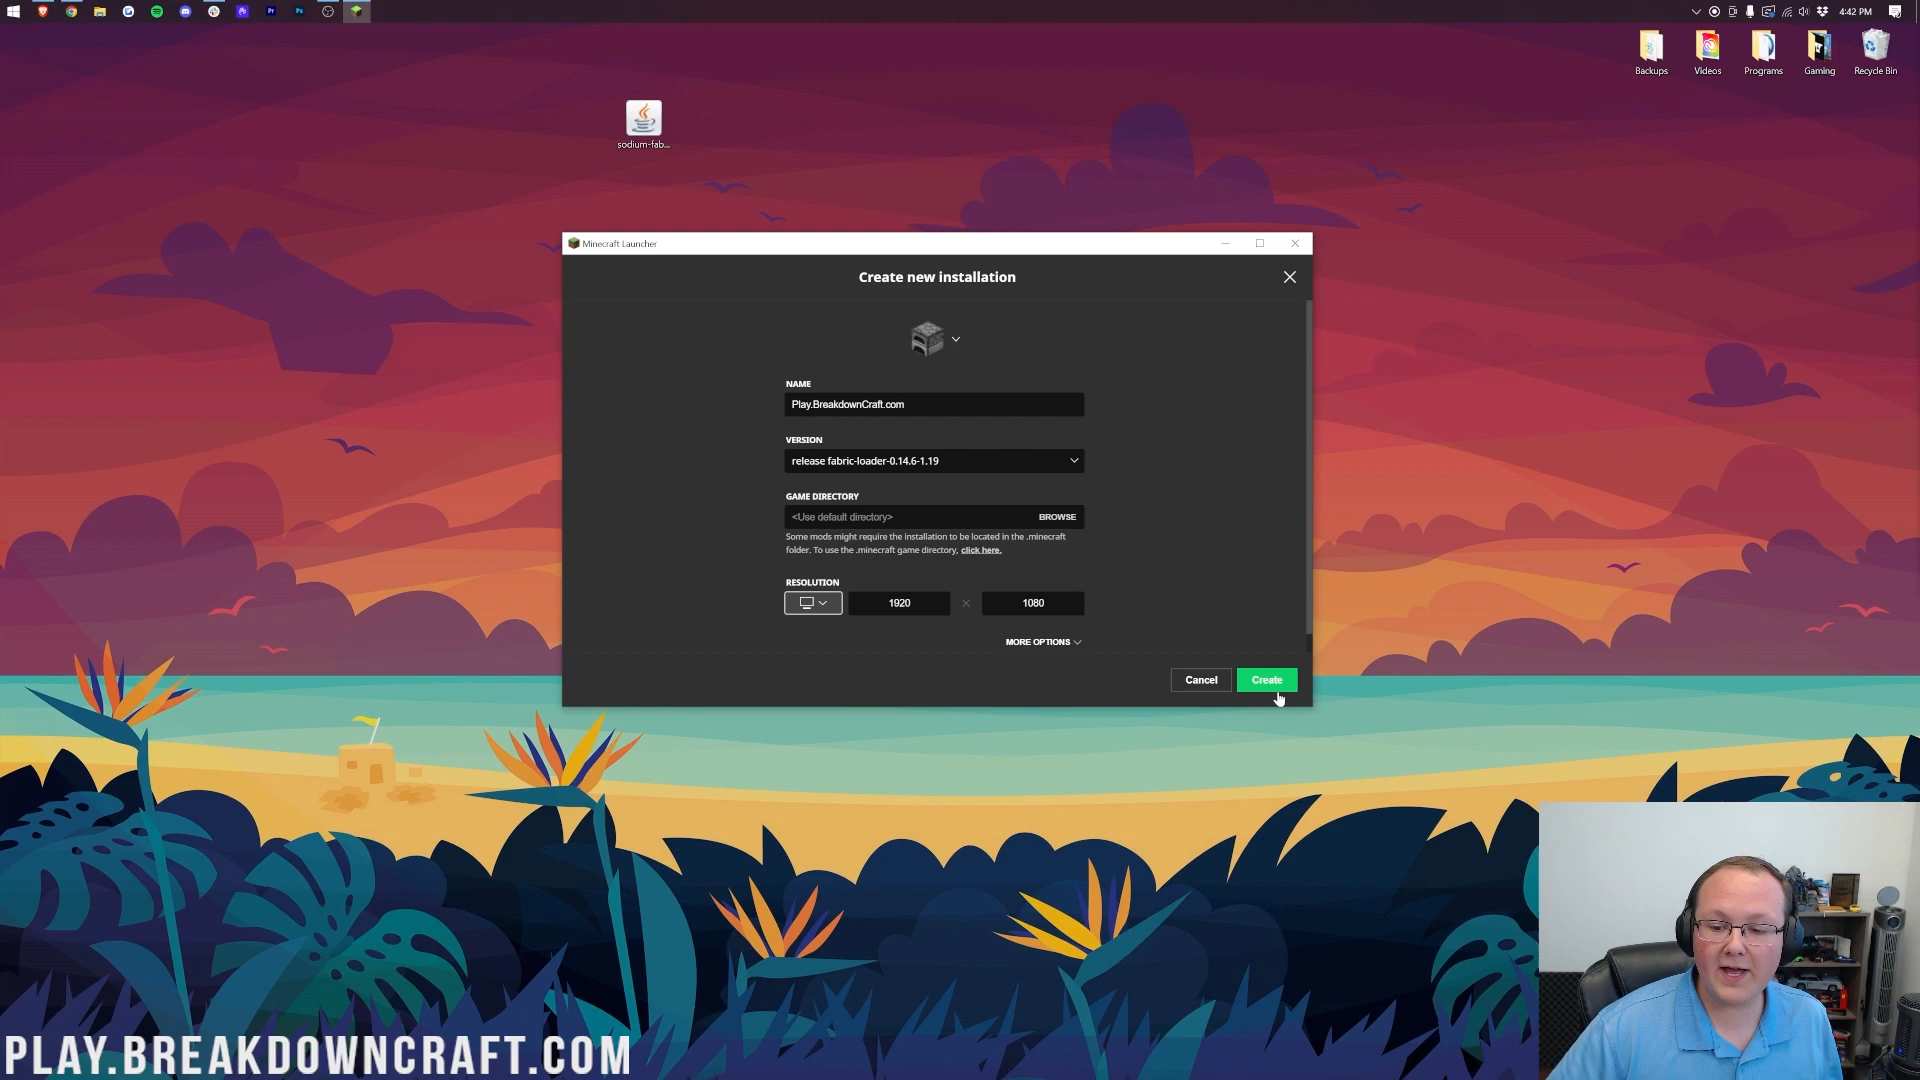 4:42 PM
Backups
Videos
Programs
Gaming
Recycle Bin
sodium-fab...
Minecraft Launcher
Create new installation
NAME
Play.BreakdownCraft.com
VERSION
release fabric-loader-0.14.6-1.19
GAME DIRECTORY
<Use default directory>
BROWSE
Some mods might require the installation to be located in the .minecraft
folder. To use the .minecraft game directory, click here.
RESOLUTION
1920
1080
MORE OPTIONS
Cancel
Create
PLAY.BREAKDOWNCRAFT.COM